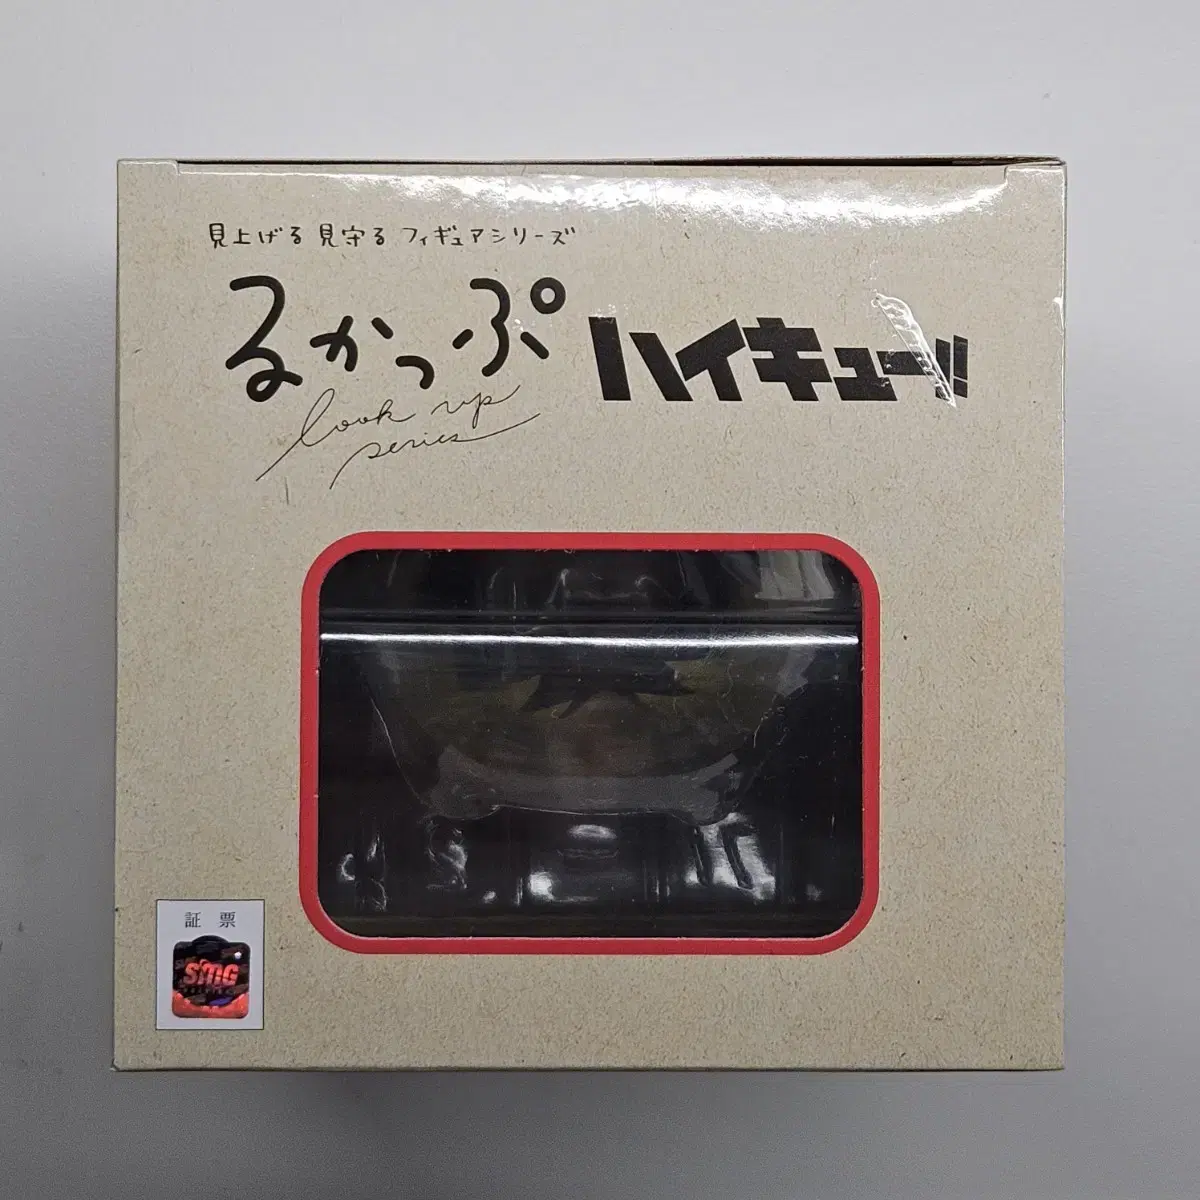 見上げる 見守る フィギュアシリーズ
るかっぷ
look up
series
ハイキュー!!
証票
SMG